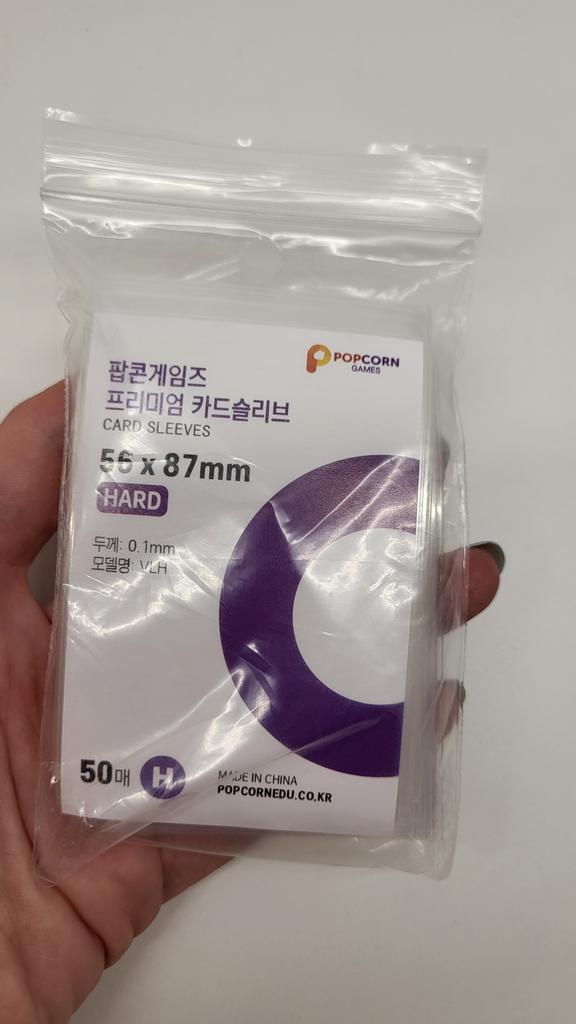 POPCORN
GAMES
팝콘게임즈
프리미엄 카드슬리브
CARD SLEEVES
56 x 87mm
HARD
두께: 0.1mm
모델명: VLH
50매 H
MADE IN CHINA
POPCORNEDU.CO.KR